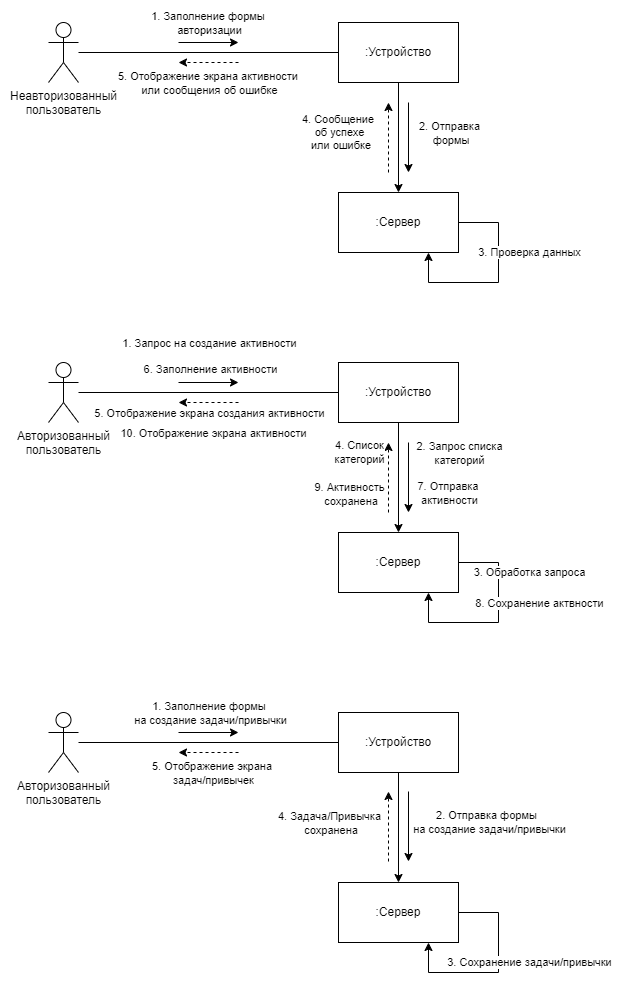 1. Заполнение формы
авторизации
:Устройство
5. Отображение экрана активности
или сообщения об ошибке
Неавторизованный
пользователь
4. Сообщение
об успехе
или ошибке
2. Отправка
формы
:Сервер
3. Проверка данных
1. Запрос на создание активности
6. Заполнение активности
:Устройство
5. Отображение экрана создания активности
10. Отображение экрана активности
Авторизованный
пользователь
4. Список
категорий
2. Запрос списка
категорий
9. Активность
сохранена
7. Отправка
активности
:Сервер
3. Обработка запроса
8. Сохранение актвности
1. Заполнение формы
на создание задачи/привычки
:Устройство
5. Отображение экрана
задач/привычек
Авторизованный
пользователь
4. Задача/Привычка
сохранена
2. Отправка формы
на создание задачи/привычки
:Сервер
3. Сохранение задачи/привычки